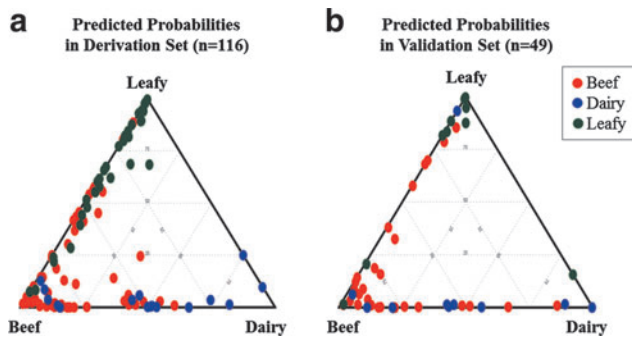 a
Predicted Probabilities
in Derivation Set (n=116)
Leafy
Beef
Dairy
b
Predicted Probabilities
in Validation Set (n=49)
Leafy
Beef
Dairy
Beef
Dairy
Leafy